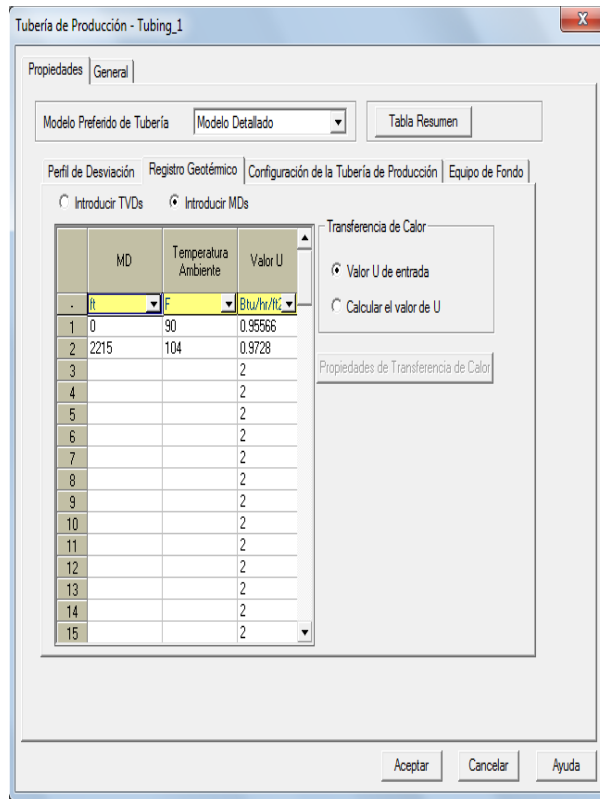 Tubería de Producción - Tubing_1
X
Propiedades General
Modelo Preferido de Tubería Modelo Detallado Tabla Resumen
Perfil de Desviación Registro Geotérmico Configuración de la Tubería de Producción Equipo de Fondo
Introducir TVDs Introducir MDs
Transferencia de Calor
MD Temperatura Ambiente Valor U
Valor U de entrada
Calcular el valor de U
Propiedades de Transferencia de Calor
- ft F Btu/hr/ft2
1 0 90 0.95566
2 2215 104 0.9728
3 2
4 2
5 2
6 2
7 2
8 2
9 2
10 2
11 2
12 2
13 2
14 2
15 2
Aceptar Cancelar Ayuda